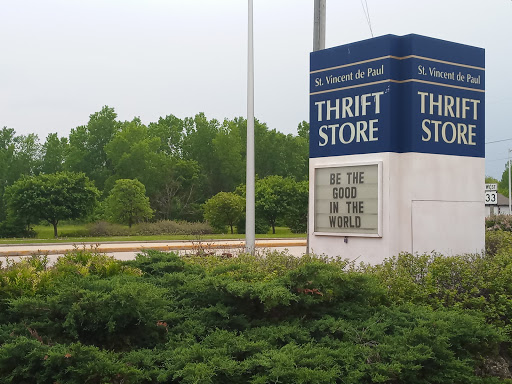 St. Vincent de Paul
THRIFT
STORE
St. Vincent de Paul
THRIFT
STORE
BE THE
GOOD
IN THE
WORLD
33